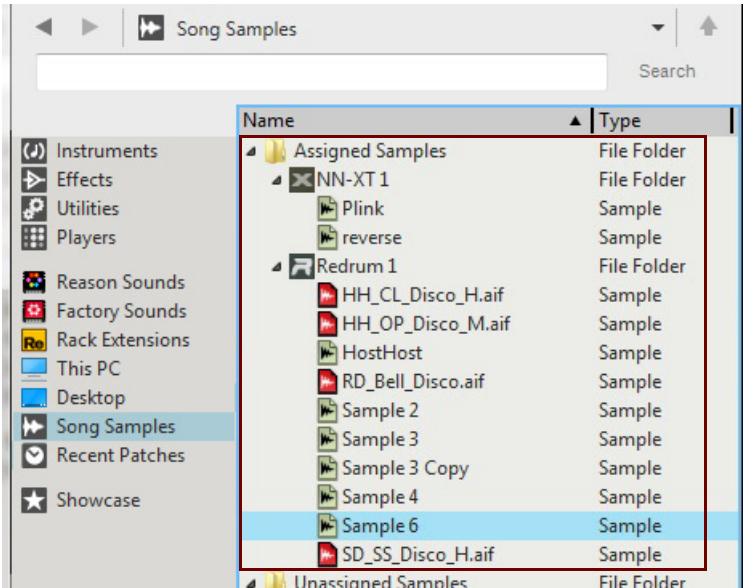 Song Samples
Search
Name Type
Instruments
Effects
Utilities
Players
Reason Sounds
Factory Sounds
Re Rack Extensions
This PC
Desktop
Song Samples
Recent Patches
Showcase
Assigned Samples File Folder
NN-XT 1 File Folder
Plink Sample
reverse Sample
Redrum 1 File Folder
HH_CL_Disco_H.aif Sample
HH_OP_Disco_M.aif Sample
HostHost Sample
RD_Bell_Disco.aif Sample
Sample 2 Sample
Sample 3 Sample
Sample 3 Copy Sample
Sample 4 Sample
Sample 6 Sample
SD_SS_Disco_H.aif Sample
Unassigned Samples File Folder